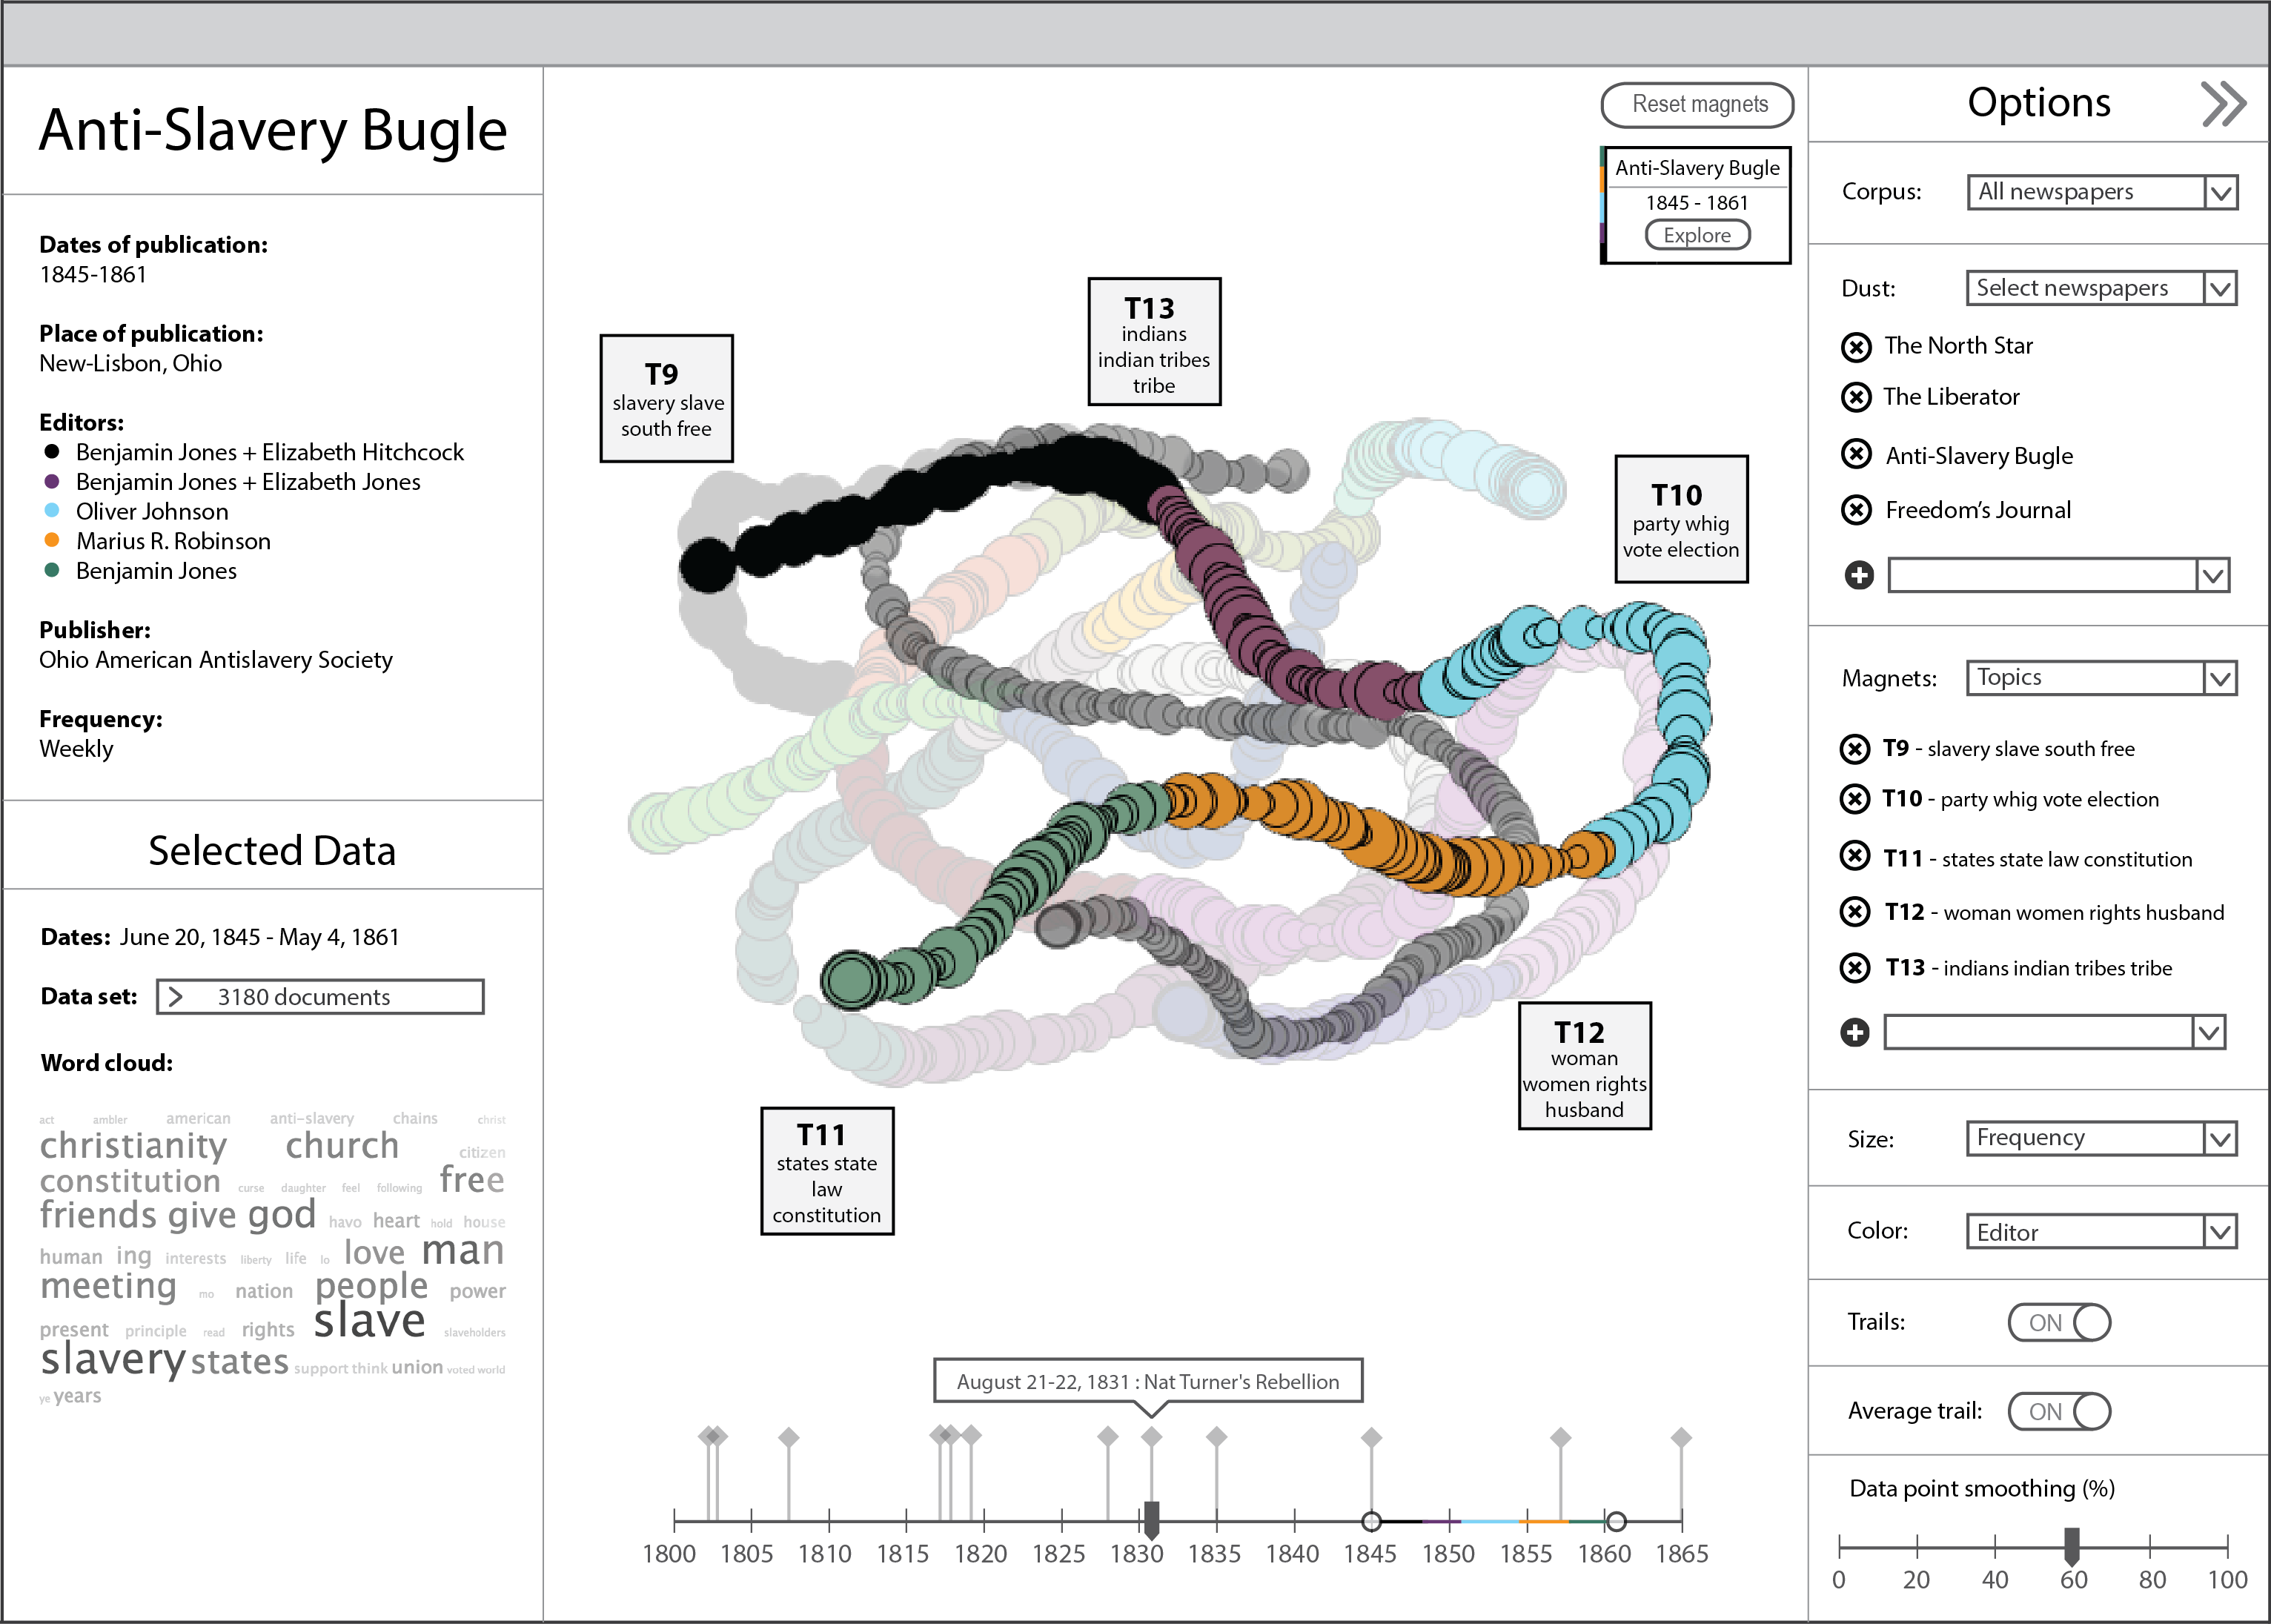 Anti-Slavery Bugle
Dates of publication:
1845-1861
Place of publication:
New-Lisbon, Ohio
Editors:
Benjamin Jones + Elizabeth Hitchcock
Benjamin Jones + Elizabeth Jones
Oliver Johnson
Marius R. Robinson
Benjamin Jones
Publisher:
Ohio American Antislavery Society
Frequency:
Weekly
Selected Data
Dates: June 20, 1845 - May 4, 1861
Data set: 3180 documents
Word cloud:
act ambler american anti-slavery chains christ
christianity church citizen
constitution curse daughter feel following free
friends give god havo heart hold house
human ing interests liberty life lo love man
meeting mo nation people power
present principle read rights slave slaveholders
slavery states support think union voted world
ye years
Reset magnets
Anti-Slavery Bugle
1845 - 1861
Explore
T13
indians
indian tribes
tribe
T9
slavery slave
south free
T10
party whig
vote election
T12
woman
women rights
husband
T11
states state
law
constitution
August 21-22, 1831 : Nat Turner's Rebellion
1800 1805 1810 1815 1820 1825 1830 1835 1840 1845 1850 1855 1860 1865
Options
Corpus: All newspapers
Dust: Select newspapers
The North Star
The Liberator
Anti-Slavery Bugle
Freedom's Journal
Magnets: Topics
T9 - slavery slave south free
T10 - party whig vote election
T11 - states state law constitution
T12 - woman women rights husband
T13 - indians indian tribes tribe
Size: Frequency
Color: Editor
Trails: ON
Average trail: ON
Data point smoothing (%)
0 20 40 60 80 100